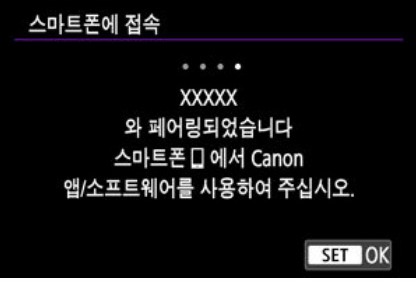 스마트폰에 접속
XXXXX
와 페어링되었습니다
스마트폰 에서 Canon
앱/소프트웨어를 사용하여 주십시오.
SET OK